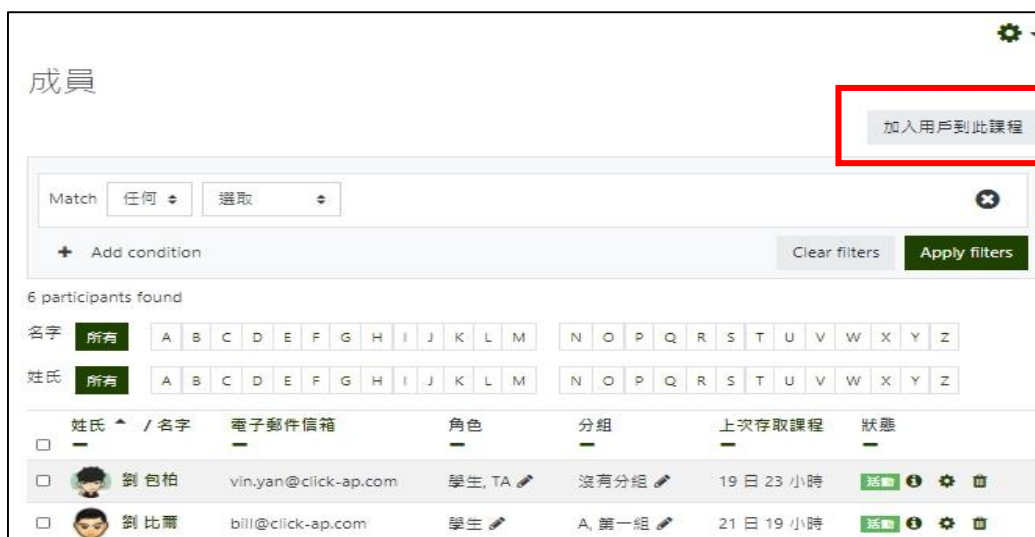 成員
加入用戶到此課程
Match 任何 選取
Add condition Clear filters Apply filters
6 participants found
名字 所有 A B C D E F G H I J K L M N O P Q R S T U V W X Y Z
姓氏 所有 A B C D E F G H I J K L M N O P Q R S T U V W X Y Z
姓氏 / 名字 電子郵件信箱 角色 分組 上次存取課程 狀態
劉 包柏 vin.yan@click-ap.com 學生, TA 沒有分組 19 日 23 小時 活動
劉 比爾 bill@click-ap.com 學生 A, 第一組 21 日 19 小時 活動